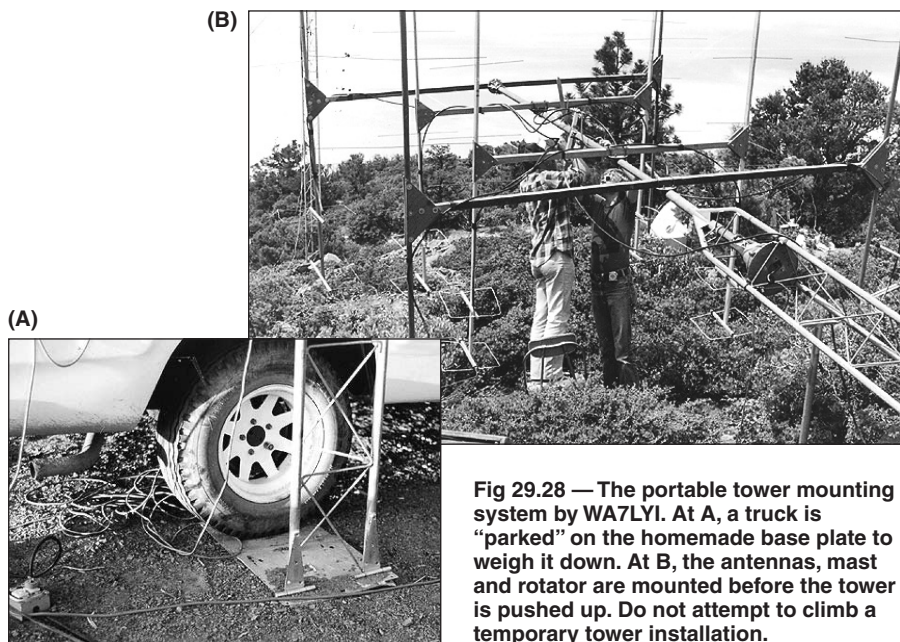 (B)
(A)
Fig 29.28 — The portable tower mounting
system by WA7LYI. At A, a truck is
“parked” on the homemade base plate to
weigh it down. At B, the antennas, mast
and rotator are mounted before the tower
is pushed up. Do not attempt to climb a
temporary tower installation.